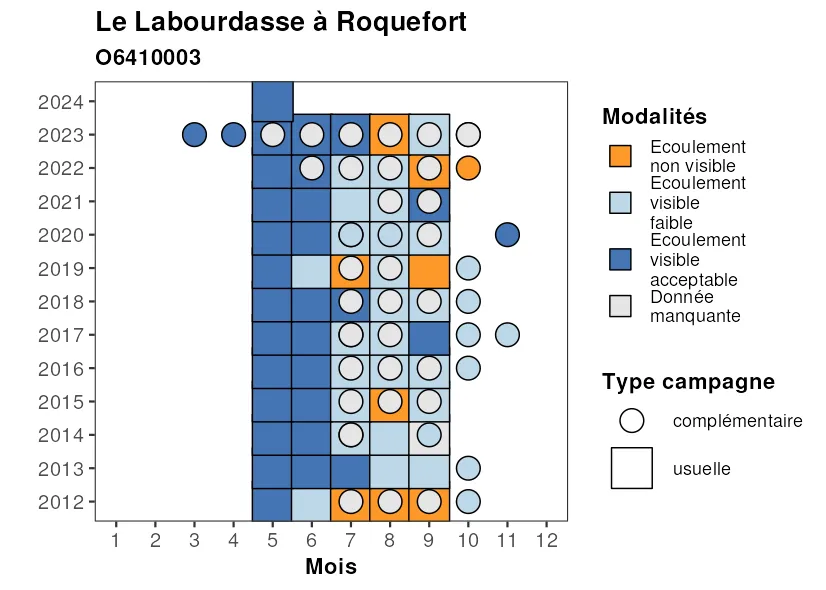 Le Labourdasse à Roquefort
O6410003
2024
2023
2022
2021
2020
2019
2018
2017
2016
2015
2014
2013
2012
1 2 3 4 5 6 7 8 9 10 11 12
Mois
Modalités
Ecoulement
non visible
Ecoulement
visible
faible
Ecoulement
visible
acceptable
Donnée
manquante
Type campagne
complémentaire
usuelle